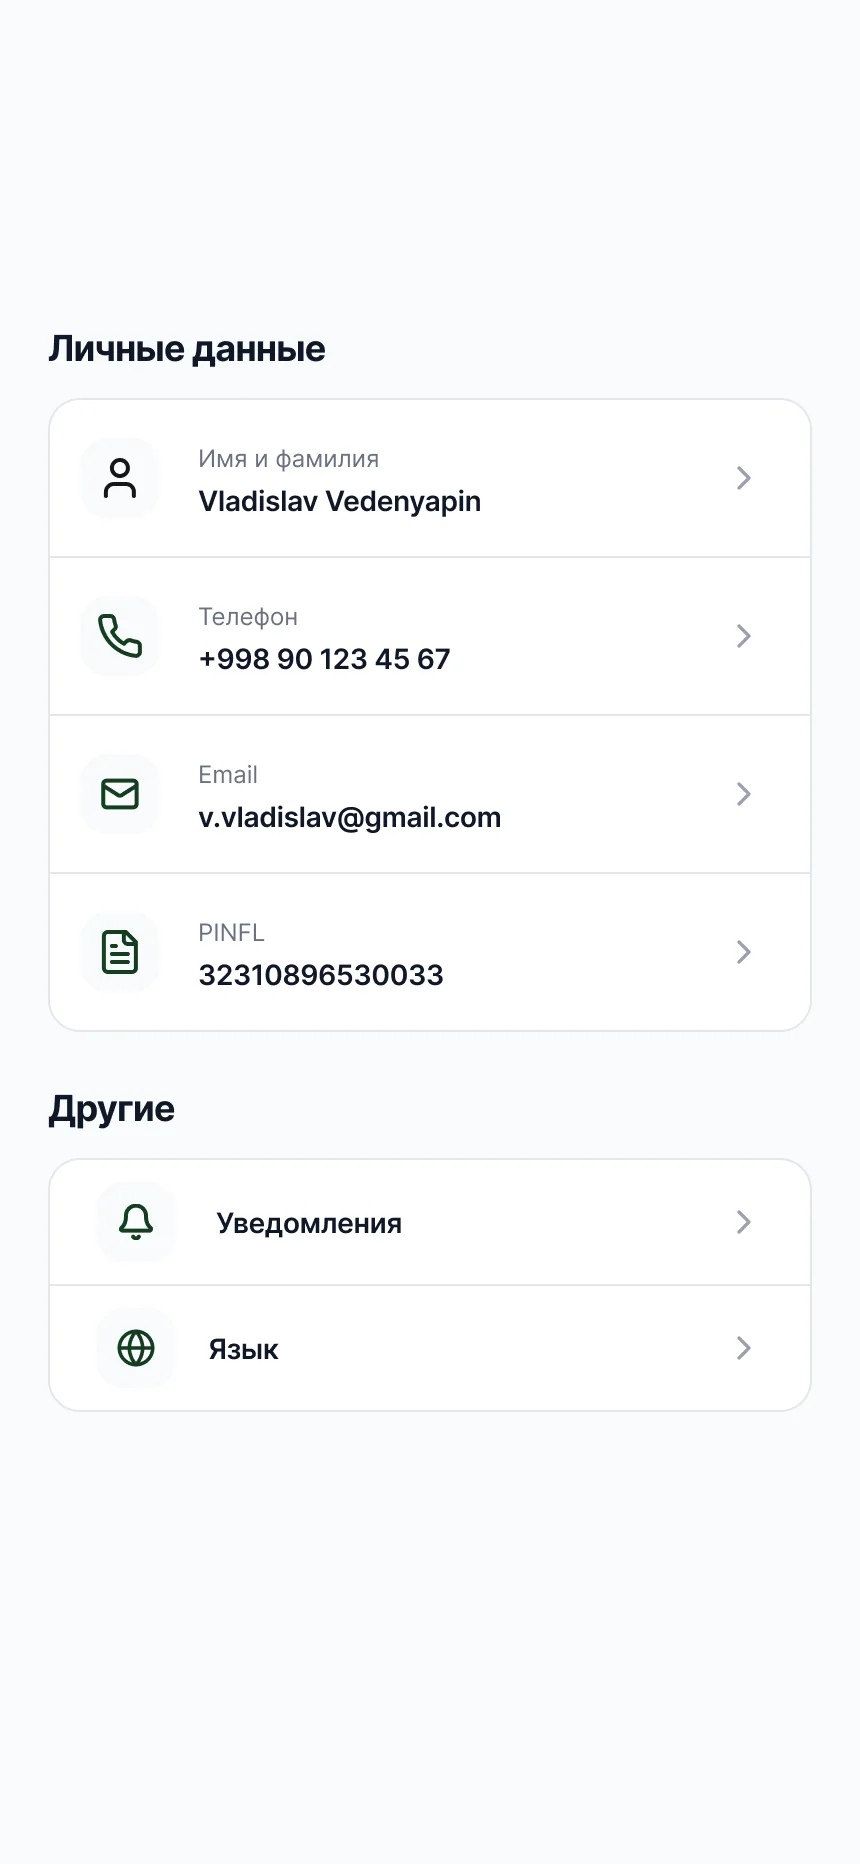 Личные данные
Имя и фамилия
Vladislav Vedenyapin
Телефон
+998 90 123 45 67
Email
v.vladislav@gmail.com
PINFL
32310896530033
Другие
Уведомления
Язык